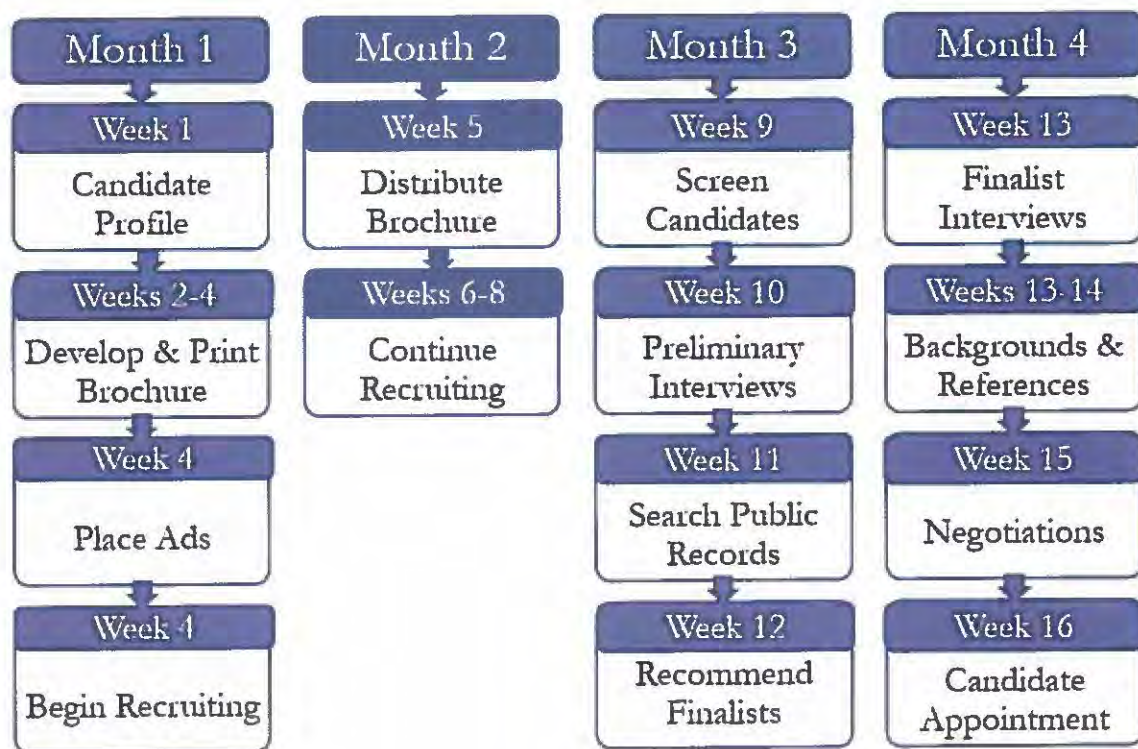 Month 1
Week 1
Candidate
Profile
Weeks 2-4
Develop & Print
Brochure
Week 4
Place Ads
Week 4
Begin Recruiting
Month 2
Week 5
Distribute
Brochure
Weeks 6-8
Continue
Recruiting
Month 3
Week 9
Screen
Candidates
Week 10
Preliminary
Interviews
Week 11
Search Public
Records
Week 12
Recommend
Finalists
Month 4
Week 13
Finalist
Interviews
Weeks 13-14
Backgrounds &
References
Week 15
Negotiations
Week 16
Candidate
Appointment